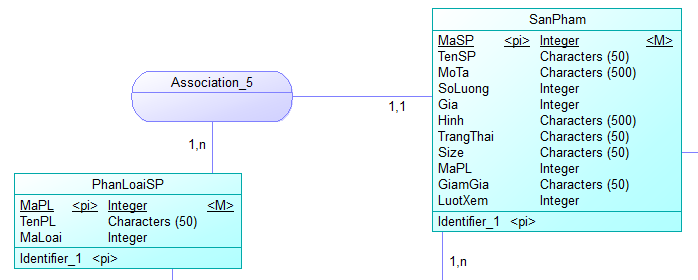 SanPham
MaSP <pi> Integer <M>
TenSP Characters (50)
MoTa Characters (500)
SoLuong Integer
Gia Integer
Hinh Characters (500)
TrangThai Characters (50)
Size Characters (50)
MaPL Integer
GiamGia Characters (50)
LuotXem Integer
Identifier_1 <pi>
Association_5
1,1
1,n
PhanLoaiSP
MaPL <pi> Integer <M>
TenPL Characters (50)
MaLoai Integer
Identifier_1 <pi>
1,n